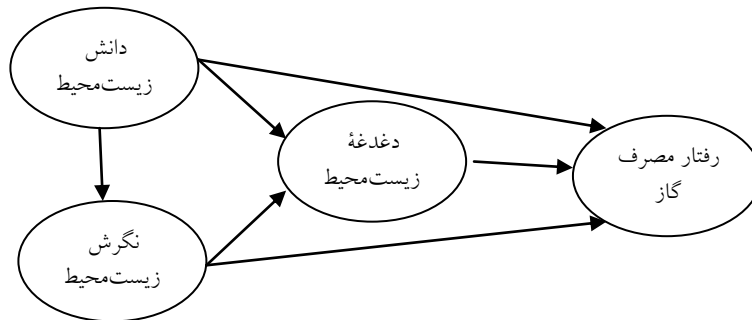 دانش
زیست‌محیط
دغدغهٔ
زیست‌محیط
رفتار مصرف
گاز
نگرش
زیست‌محیط